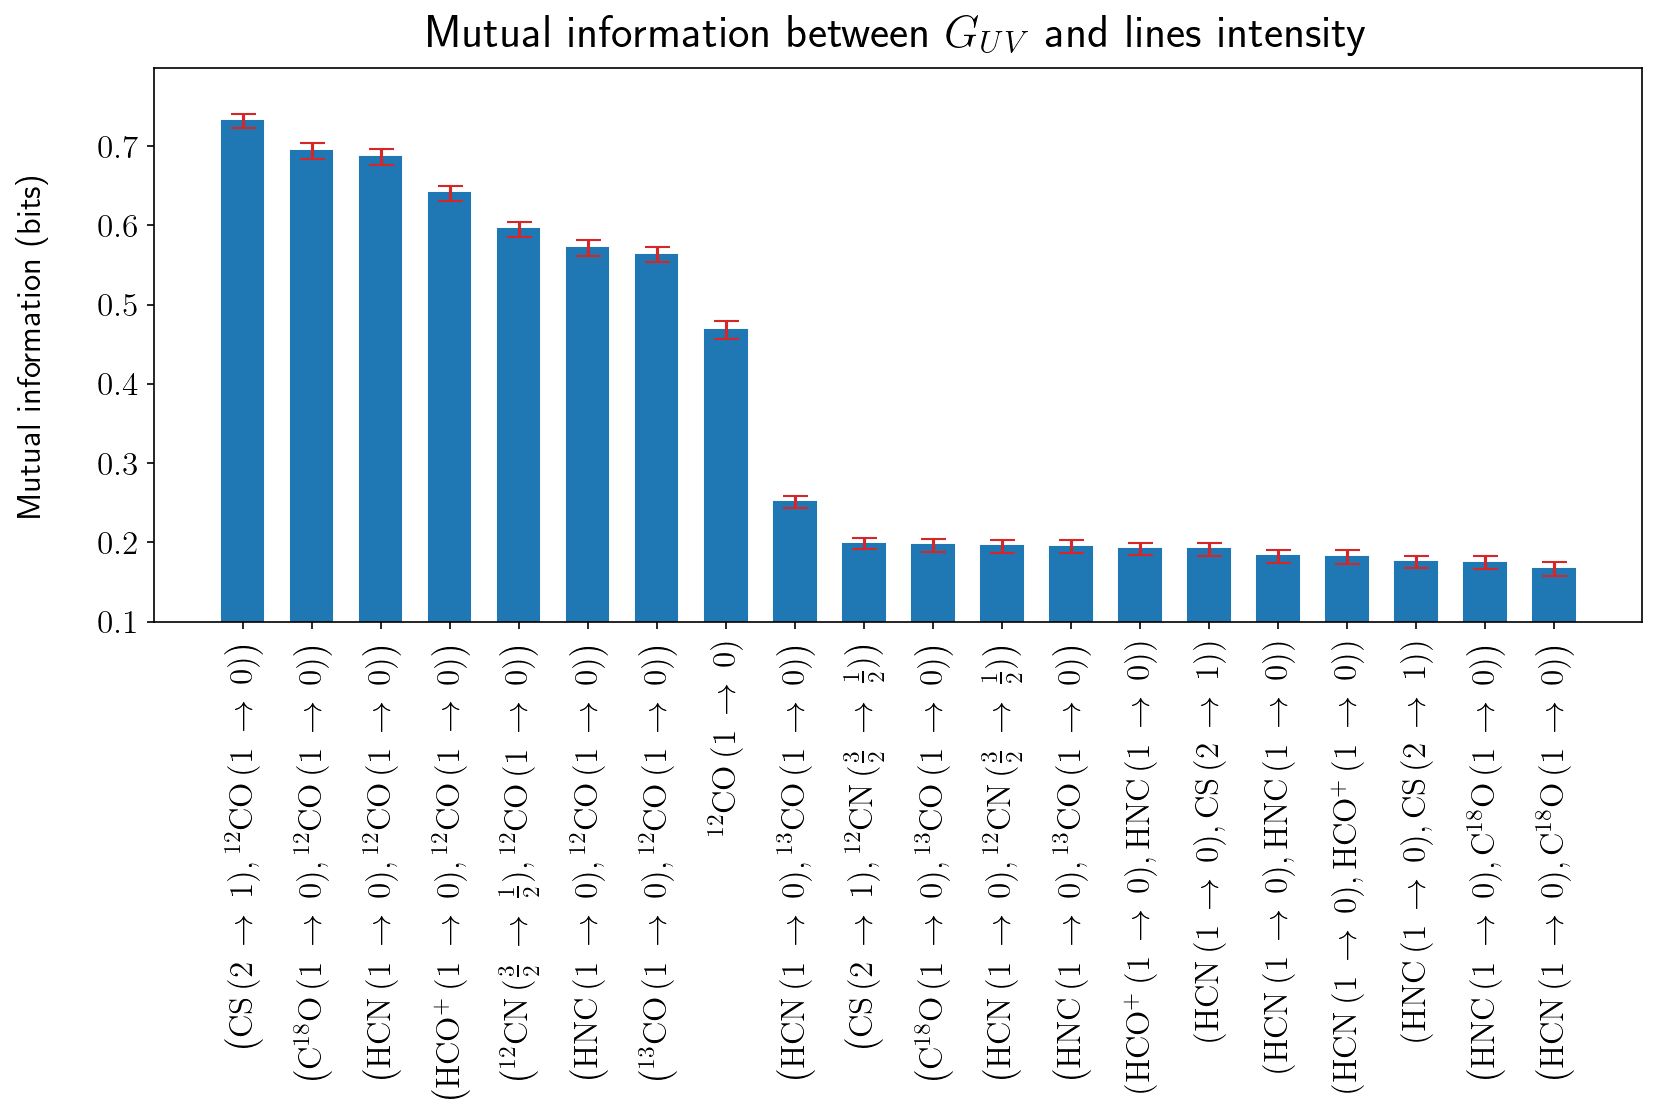 Mutual information between G_UV and lines intensity
Mutual information (bits)
0.7
0.6
0.5
0.4
0.3
0.2
0.1
(CS (2 → 1), ¹²CO (1 → 0))
(C¹⁸O (1 → 0), ¹²CO (1 → 0))
(HCN (1 → 0), ¹²CO (1 → 0))
(HCO⁺ (1 → 0), ¹²CO (1 → 0))
(¹²CN (3/2 → 1/2), ¹²CO (1 → 0))
(HNC (1 → 0), ¹²CO (1 → 0))
(¹³CO (1 → 0), ¹²CO (1 → 0))
¹²CO (1 → 0)
(HCN (1 → 0), ¹³CO (1 → 0))
(CS (2 → 1), ¹²CN (3/2 → 1/2))
(C¹⁸O (1 → 0), ¹³CO (1 → 0))
(HCN (1 → 0), ¹²CN (3/2 → 1/2))
(HNC (1 → 0), ¹³CO (1 → 0))
(HCO⁺ (1 → 0), HNC (1 → 0))
(HCN (1 → 0), CS (2 → 1))
(HCN (1 → 0), HNC (1 → 0))
(HCN (1 → 0), HCO⁺ (1 → 0))
(HNC (1 → 0), CS (2 → 1))
(HNC (1 → 0), C¹⁸O (1 → 0))
(HCN (1 → 0), C¹⁸O (1 → 0))